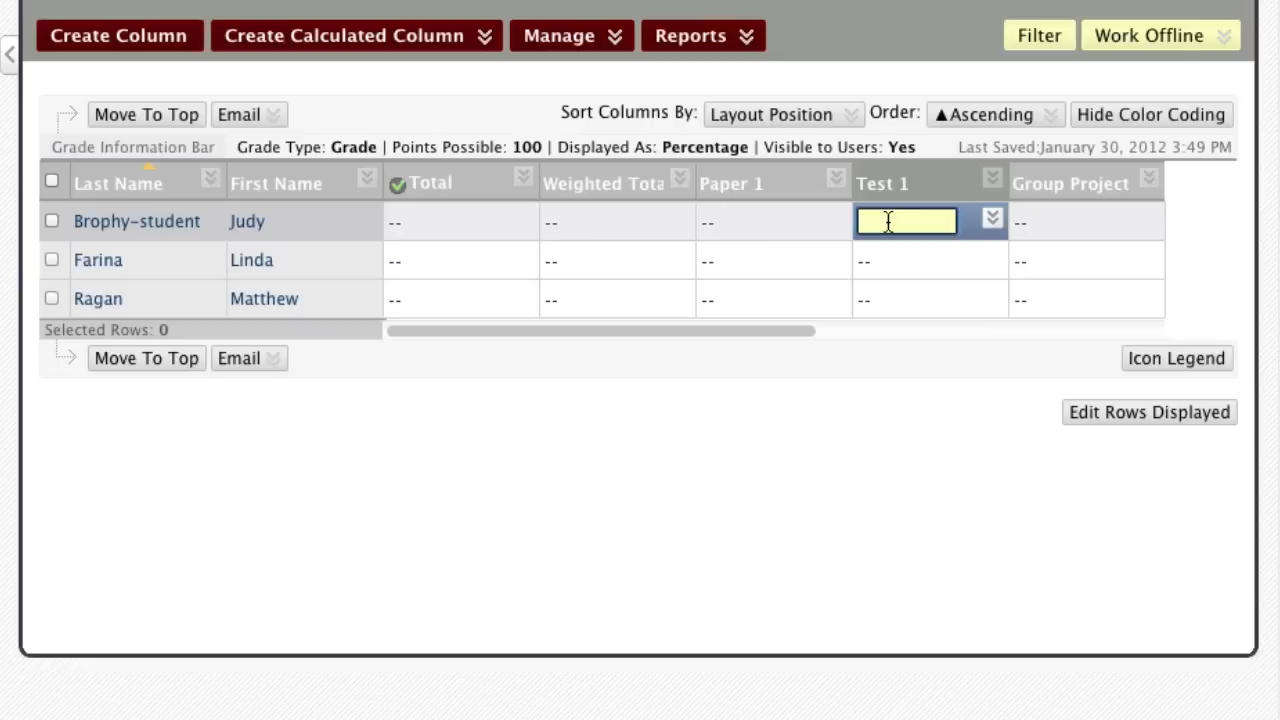 Create Column Create Calculated Column Manage Reports Filter Work Offline
Move To Top Email Sort Columns By: Layout Position Order: ▲Ascending Hide Color Coding
Grade Information Bar Grade Type: Grade | Points Possible: 100 | Displayed As: Percentage | Visible to Users: Yes Last Saved:January 30, 2012 3:49 PM
Last Name First Name Total Weighted Tota Paper 1 Test 1 Group Project
Brophy-student Judy -- -- -- --
Farina Linda -- -- -- -- --
Ragan Matthew -- -- -- -- --
Selected Rows: 0
Move To Top Email Icon Legend
Edit Rows Displayed